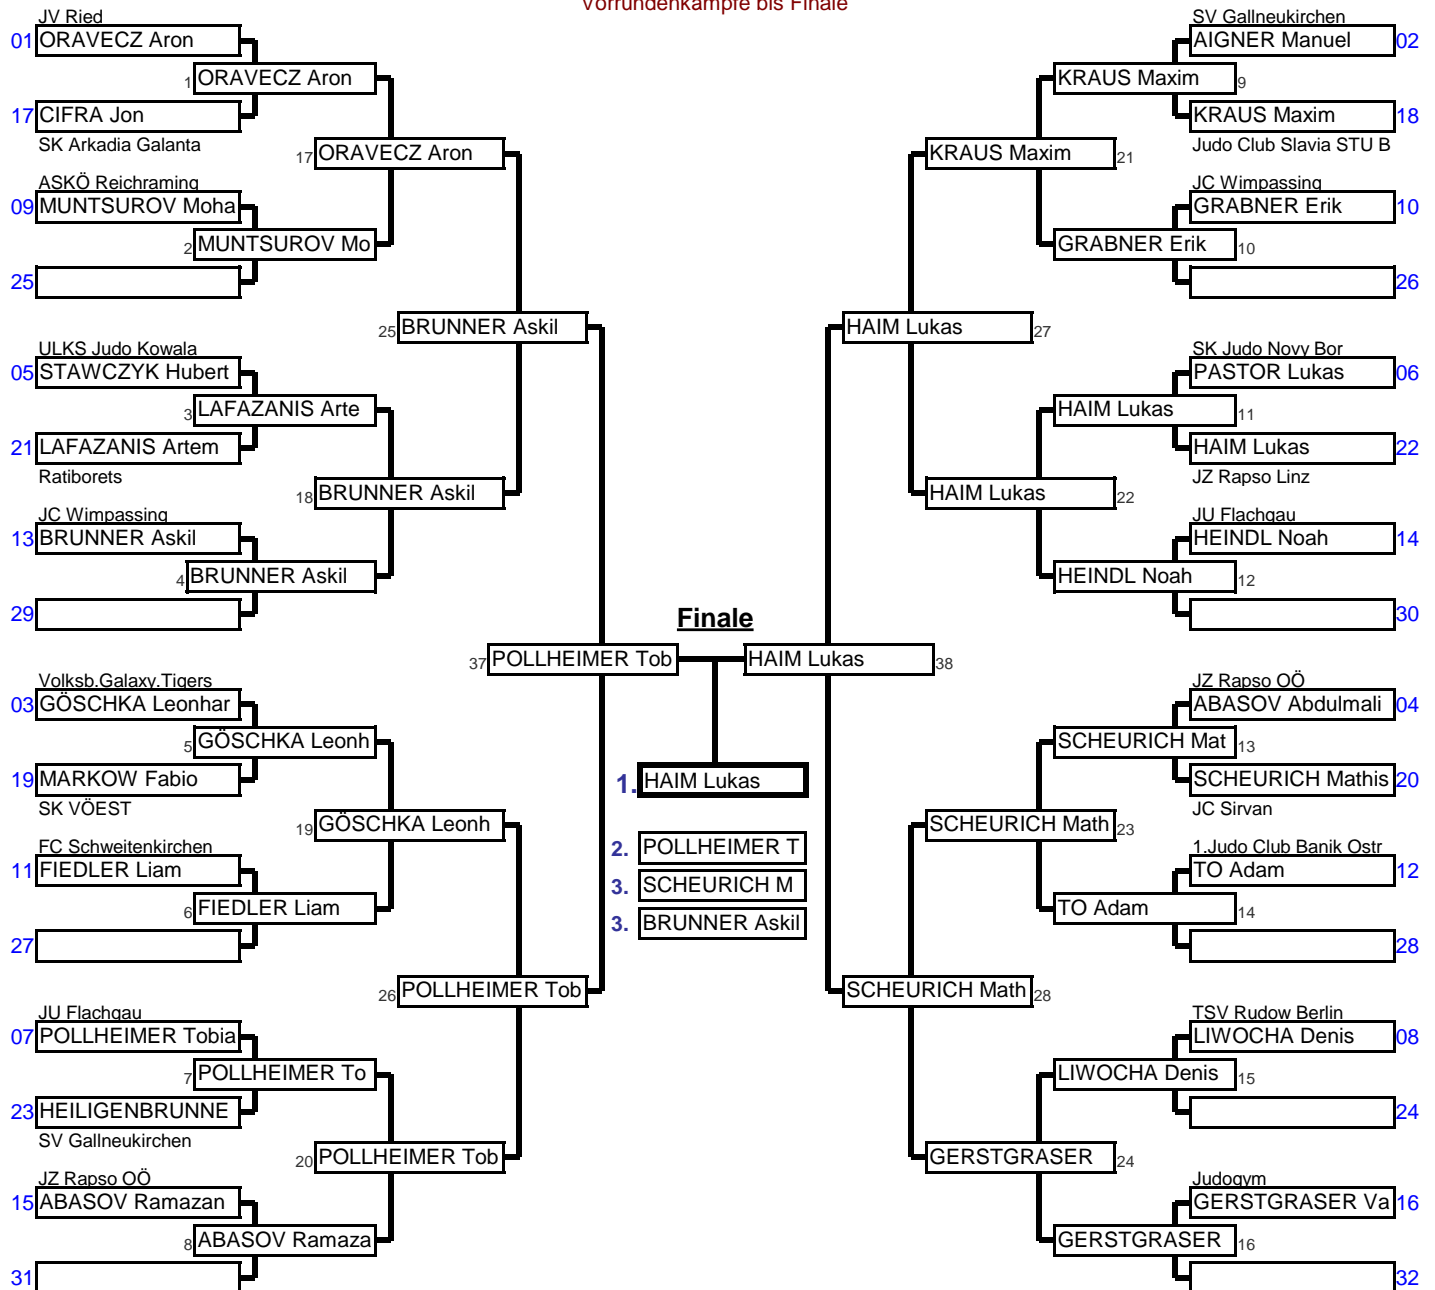 Vorrundenkämpfe bis Finale
JV Ried
01 ORAVECZ Aron
1 ORAVECZ Aron
17 CIFRA Jon
SK Arkadia Galanta
17 ORAVECZ Aron
ASKÖ Reichraming
09 MUNTSUROV Moha
2 MUNTSUROV Mo
25
25 BRUNNER Askil
ULKS Judo Kowala
05 STAWCZYK Hubert
3 LAFAZANIS Arte
21 LAFAZANIS Artem
Ratiborets
18 BRUNNER Askil
JC Wimpassing
13 BRUNNER Askil
4 BRUNNER Askil
29
37 POLLHEIMER Tob
Volksb.Galaxy.Tigers
03 GÖSCHKA Leonhar
5 GÖSCHKA Leonh
19 MARKOW Fabio
SK VÖEST
19 GÖSCHKA Leonh
FC Schweitenkirchen
11 FIEDLER Liam
6 FIEDLER Liam
27
26 POLLHEIMER Tob
JU Flachgau
07 POLLHEIMER Tobia
7 POLLHEIMER To
23 HEILIGENBRUNNE
SV Gallneukirchen
20 POLLHEIMER Tob
JZ Rapso OÖ
15 ABASOV Ramazan
8 ABASOV Ramaza
31
Finale
1. HAIM Lukas
2. POLLHEIMER T
3. SCHEURICH M
3. BRUNNER Askil
SV Gallneukirchen
AIGNER Manuel 02
KRAUS Maxim 9
KRAUS Maxim 18
Judo Club Slavia STU B
KRAUS Maxim 21
JC Wimpassing
GRABNER Erik 10
GRABNER Erik 10
26
HAIM Lukas 27
SK Judo Novy Bor
PASTOR Lukas 06
HAIM Lukas 11
HAIM Lukas 22
JZ Rapso Linz
HAIM Lukas 22
JU Flachgau
HEINDL Noah 14
HEINDL Noah 12
30
HAIM Lukas 38
JZ Rapso OÖ
ABASOV Abdulmali 04
SCHEURICH Mat 13
SCHEURICH Mathis 20
JC Sirvan
SCHEURICH Math 23
1.Judo Club Banik Ostr
TO Adam 12
TO Adam 14
28
SCHEURICH Math 28
TSV Rudow Berlin
LIWOCHA Denis 08
LIWOCHA Denis 15
24
GERSTGRASER 24
Judogym
GERSTGRASER Va 16
GERSTGRASER 16
32